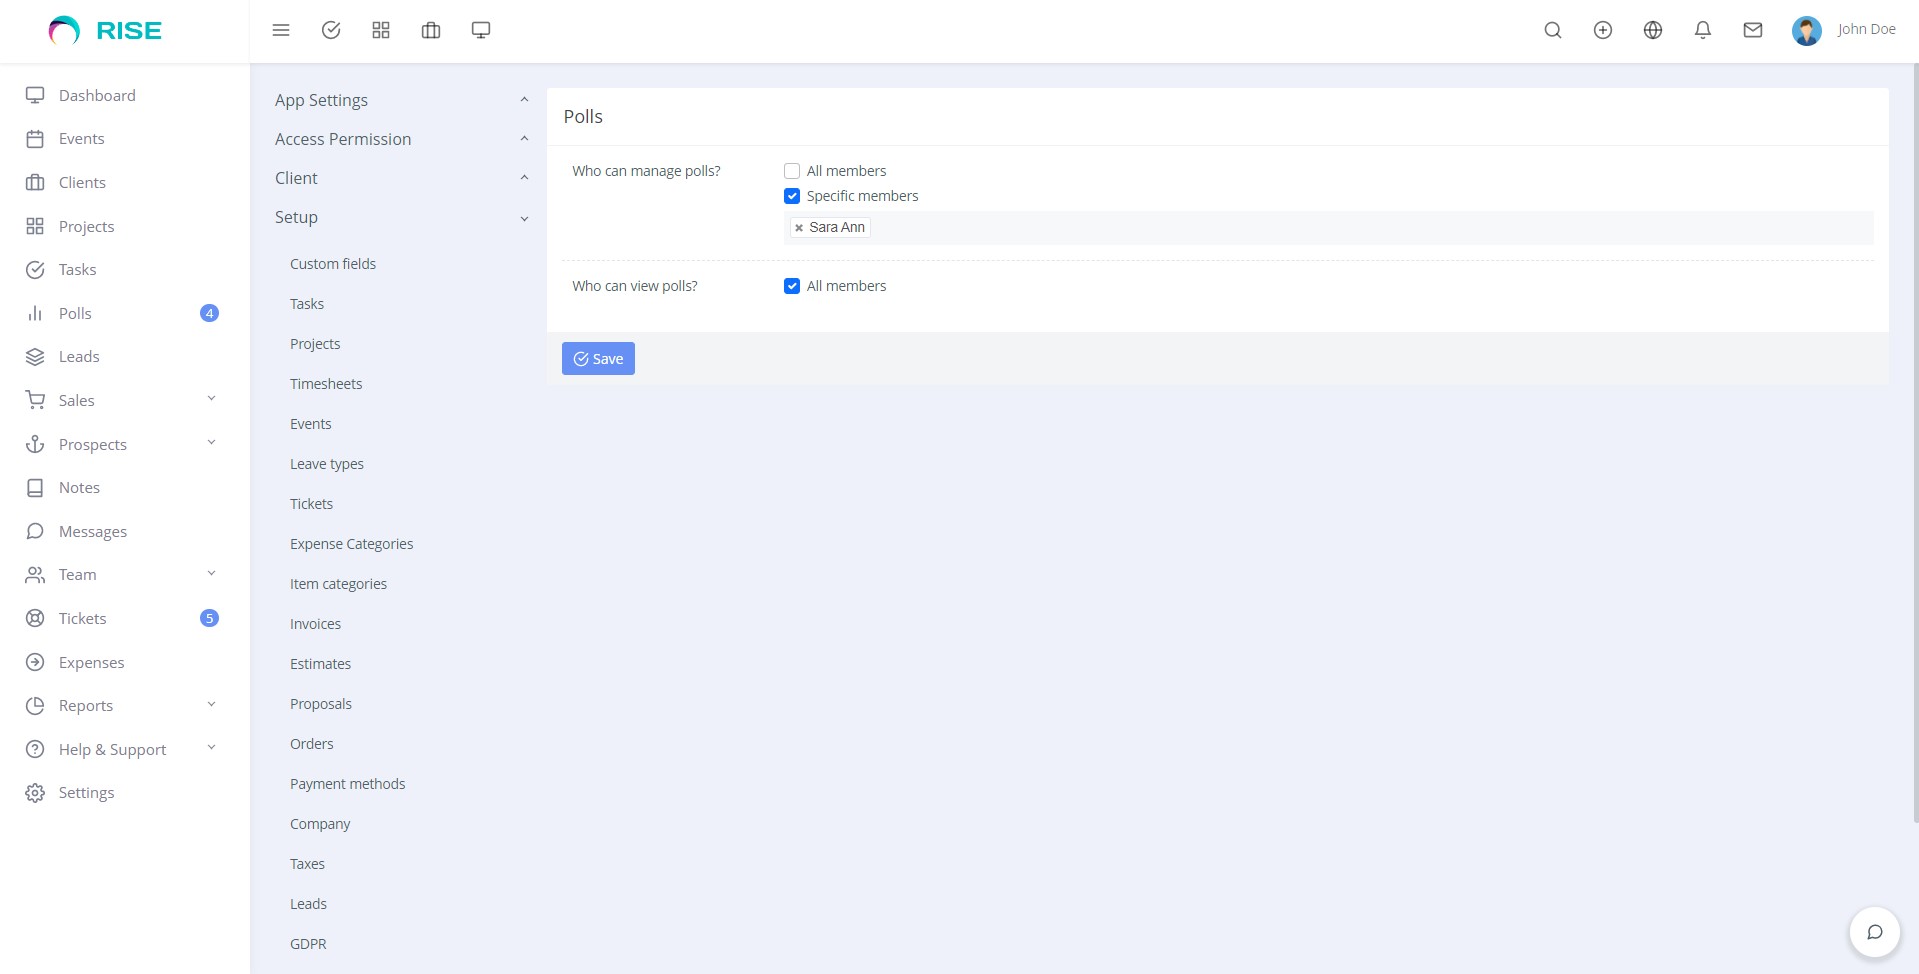 RISE
John Doe
Dashboard
Events
Clients
Projects
Tasks
Polls 4
Leads
Sales
Prospects
Notes
Messages
Team
Tickets 5
Expenses
Reports
Help & Support
Settings
App Settings
Access Permission
Client
Setup
Custom fields
Tasks
Projects
Timesheets
Events
Leave types
Tickets
Expense Categories
Item categories
Invoices
Estimates
Proposals
Orders
Payment methods
Company
Taxes
Leads
GDPR
Polls
Who can manage polls? All members
Specific members
Sara Ann
Who can view polls? All members
Save